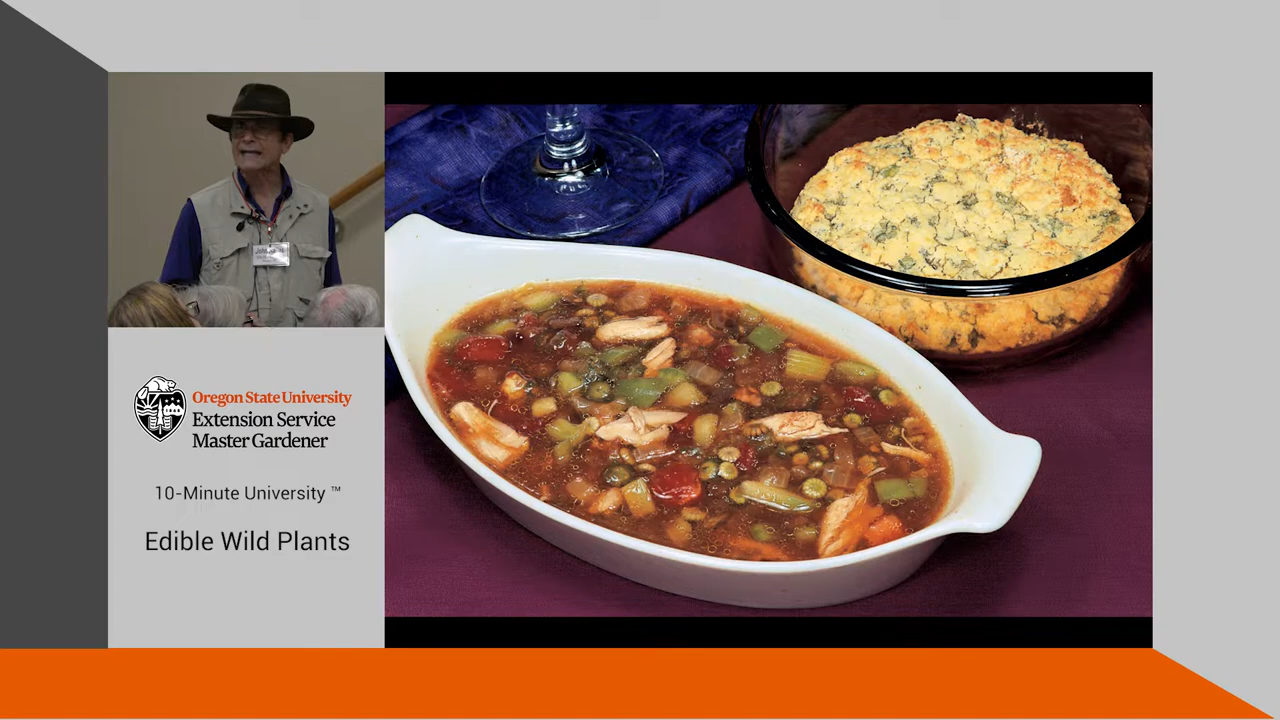 Oregon State University
Extension Service
Master Gardener
10-Minute University ™
Edible Wild Plants